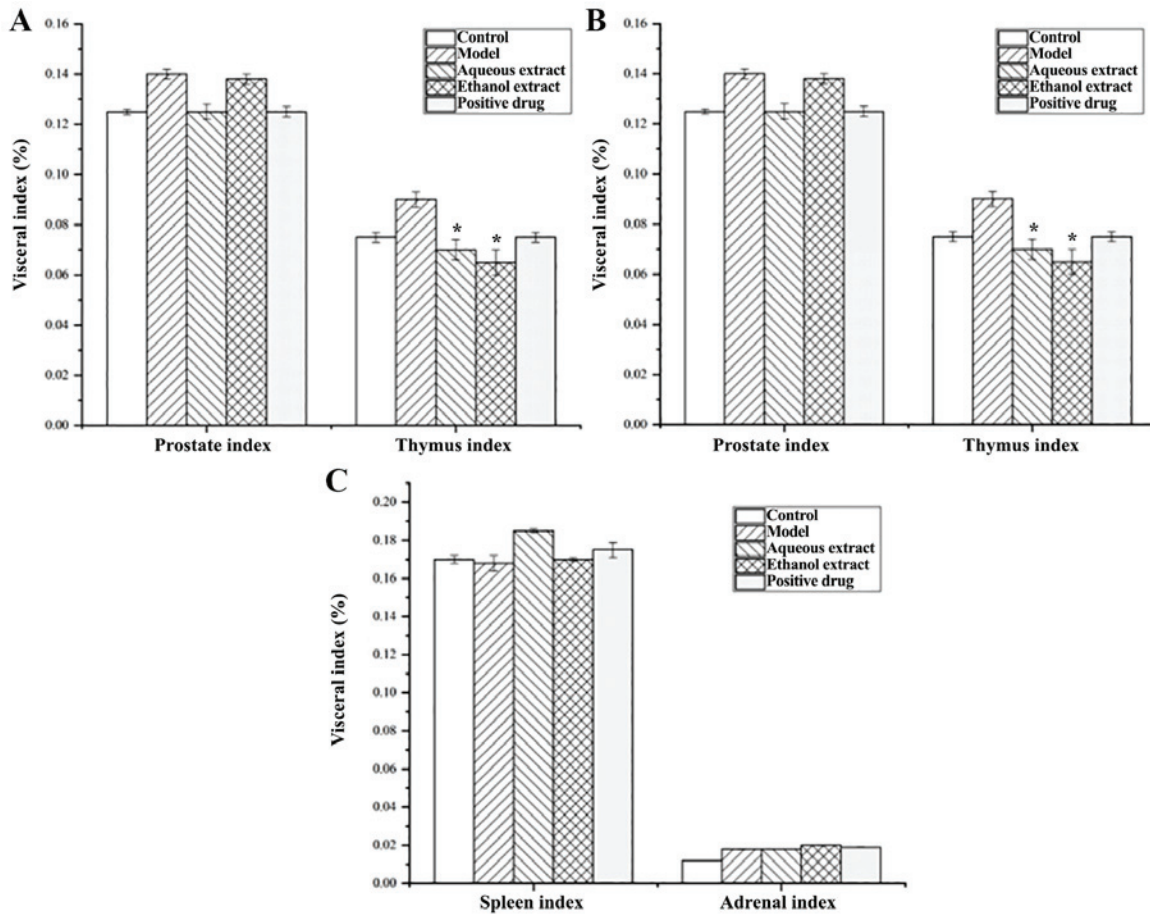 A
Visceral index (%)
0.16
0.14
0.12
0.10
0.08
0.06
0.04
0.02
0.00
Control
Model
Aqueous extract
Ethanol extract
Positive drug
* *
Prostate index Thymus index
B
Visceral index (%)
0.16
0.14
0.12
0.10
0.08
0.06
0.04
0.02
0.00
Control
Model
Aqueous extract
Ethanol extract
Positive drug
* *
Prostate index Thymus index
C
Visceral index (%)
0.20
0.18
0.16
0.14
0.12
0.10
0.08
0.06
0.04
0.02
0.00
Control
Model
Aqueous extract
Ethanol extract
Positive drug
Spleen index Adrenal index